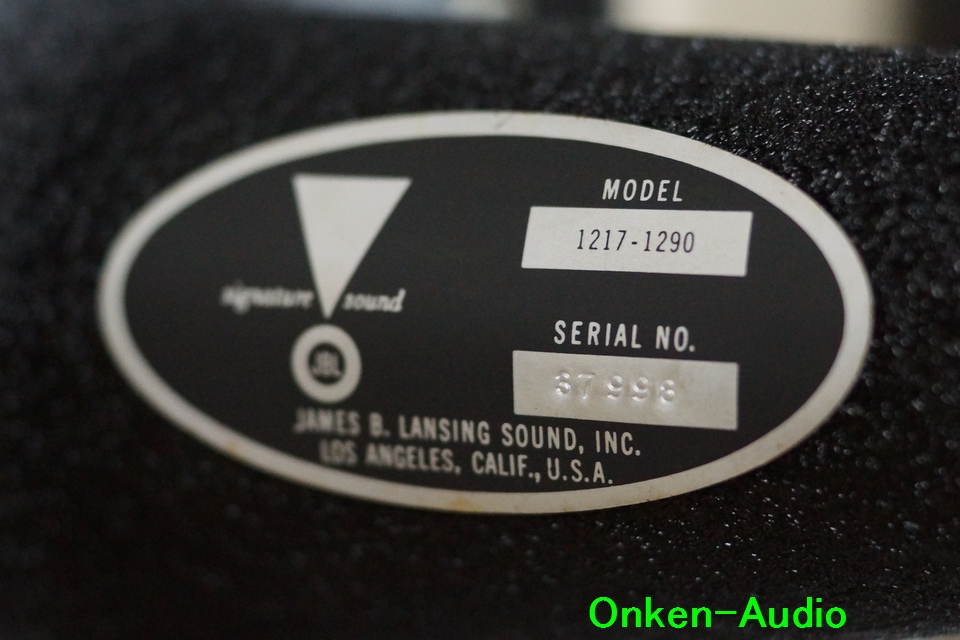 MODEL
1217-1290
signature sound
SERIAL NO.
JBL
JAMES B. LANSING SOUND, INC.
LOS ANGELES, CALIF., U.S.A.
Onken-Audio